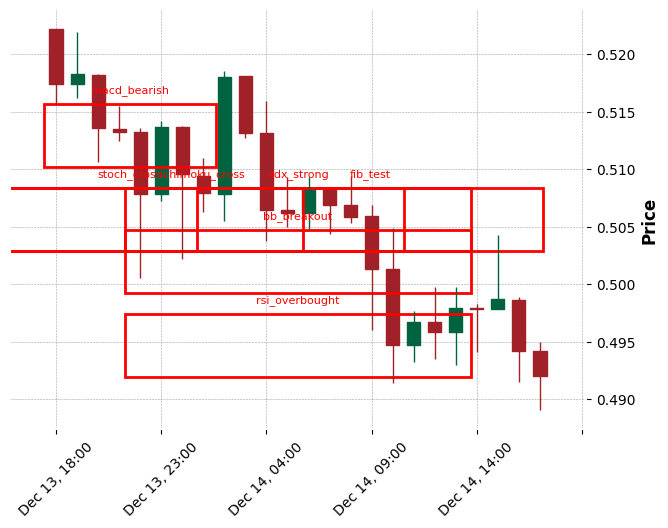 0.520
macd_bearish
0.515
0.510
adx_strong
fib_test
bb_breakout
0.505
Price
0.500
rsi_overbought
0.495
0.490
Dec 13, 18:00
Dec 13, 23:00
Dec 14, 04:00
Dec 14, 09:00
Dec 14, 14:00